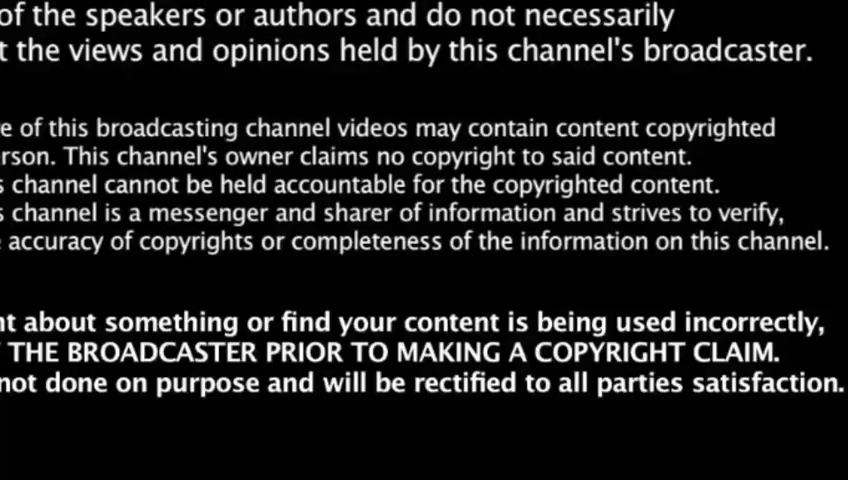 of the speakers or authors and do not necessarily
t the views and opinions held by this channel's broadcaster.
e of this broadcasting channel videos may contain content copyrighted
rson. This channel's owner claims no copyright to said content.
s channel cannot be held accountable for the copyrighted content.
s channel is a messenger and sharer of information and strives to verify,
accuracy of copyrights or completeness of the information on this channel.
nt about something or find your content is being used incorrectly,
THE BROADCASTER PRIOR TO MAKING A COPYRIGHT CLAIM.
not done on purpose and will be rectified to all parties satisfaction.